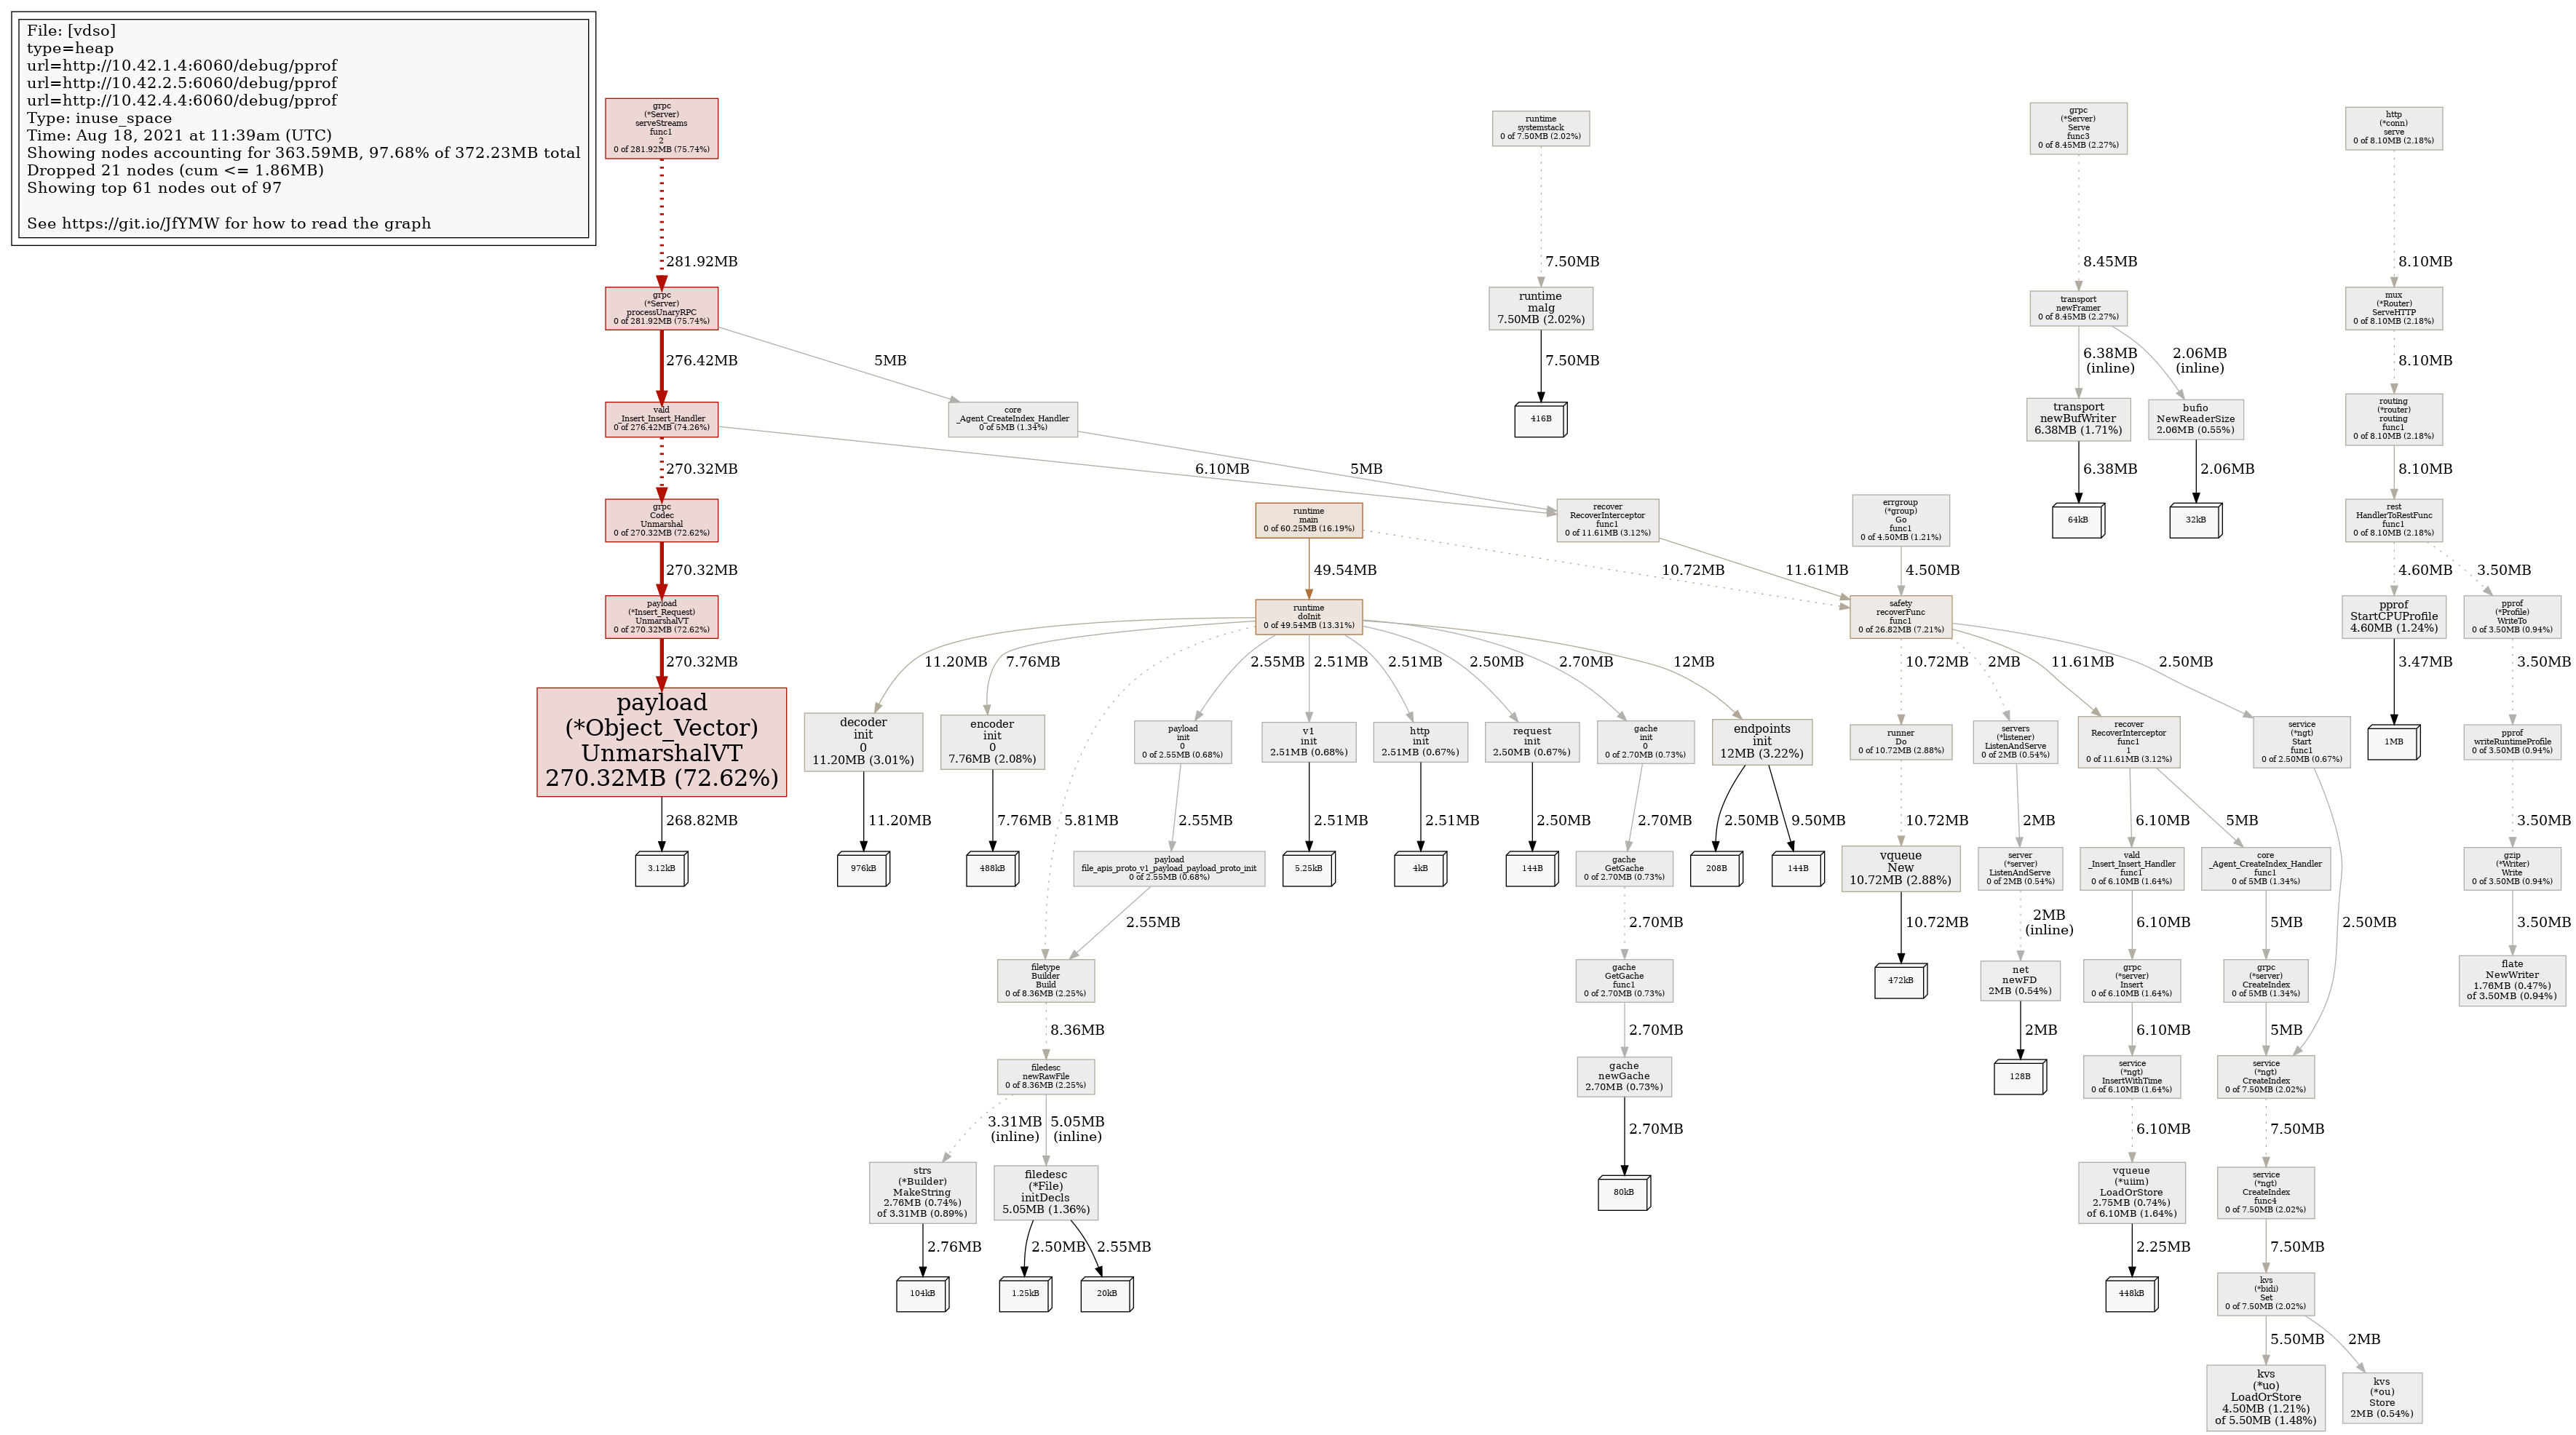 File: [vdso]
type=heap
url=http://10.42.1.4:6060/debug/pprof
url=http://10.42.2.5:6060/debug/pprof
url=http://10.42.4.4:6060/debug/pprof
Type: inuse_space
Time: Aug 18, 2021 at 11:39am (UTC)
Showing nodes accounting for 363.59MB, 97.68% of 372.23MB total
Dropped 21 nodes (cum <= 1.86MB)
Showing top 61 nodes out of 97
See https://git.io/JfYMW for how to read the graph
grpc
(*Server)
serveStreams
func1
2
0 of 281.92MB (75.74%)
runtime
systemstack
0 of 7.50MB (2.02%)
grpc
(*Server)
Serve
func3
0 of 8.45MB (2.27%)
http
(*conn)
serve
0 of 8.10MB (2.18%)
281.92MB
7.50MB
8.45MB
8.10MB
grpc
(*Server)
processUnaryRPC
0 of 281.92MB (75.74%)
runtime
malg
7.50MB (2.02%)
transport
newFramer
0 of 8.45MB (2.27%)
mux
(*Router)
ServeHTTP
0 of 8.10MB (2.18%)
276.42MB
5MB
7.50MB
6.38MB
(inline)
2.06MB
(inline)
8.10MB
vald
_Insert_Insert_Handler
0 of 276.42MB (74.26%)
core
_Agent_CreateIndex_Handler
0 of 5MB (1.34%)
416B
transport
newBufWriter
6.38MB (1.71%)
bufio
NewReaderSize
2.06MB (0.55%)
routing
(*router)
routing
func1
0 of 8.10MB (2.18%)
270.32MB
6.10MB
5MB
6.38MB
2.06MB
8.10MB
grpc
Codec
Unmarshal
0 of 270.32MB (72.62%)
runtime
main
0 of 60.25MB (16.19%)
recover
RecoverInterceptor
func1
0 of 11.61MB (3.12%)
errgroup
(*group)
Go
func1
0 of 4.50MB (1.21%)
64kB
32kB
rest
HandlerToRestFunc
func1
0 of 8.10MB (2.18%)
270.32MB
49.54MB
10.72MB
11.61MB
4.50MB
4.60MB
3.50MB
payload
(*Insert_Request)
UnmarshalVT
0 of 270.32MB (72.62%)
runtime
doInit
0 of 49.54MB (13.31%)
safety
recoverFunc
func1
0 of 26.82MB (7.21%)
pprof
StartCPUProfile
4.60MB (1.24%)
pprof
(*Profile)
WriteTo
0 of 3.50MB (0.94%)
270.32MB
11.20MB
7.76MB
2.55MB
2.51MB
2.51MB
2.50MB
2.70MB
12MB
10.72MB
2MB
11.61MB
2.50MB
3.47MB
3.50MB
payload
(*Object_Vector)
UnmarshalVT
270.32MB (72.62%)
decoder
init
0
11.20MB (3.01%)
encoder
init
0
7.76MB (2.08%)
payload
init
0
0 of 2.55MB (0.68%)
v1
init
2.51MB (0.68%)
http
init
2.51MB (0.67%)
request
init
2.50MB (0.67%)
gache
init
0
0 of 2.70MB (0.73%)
endpoints
init
12MB (3.22%)
runner
Do
0 of 10.72MB (2.88%)
servers
(*listener)
ListenAndServe
0 of 2MB (0.54%)
recover
RecoverInterceptor
func1
1
0 of 11.61MB (3.12%)
service
(*ngt)
Start
func1
0 of 2.50MB (0.67%)
1MB
pprof
writeRuntimeProfile
0 of 3.50MB (0.94%)
268.82MB
11.20MB
7.76MB
5.81MB
2.55MB
2.51MB
2.51MB
2.50MB
2.70MB
2.50MB
9.50MB
10.72MB
2MB
6.10MB
5MB
3.50MB
3.12kB
976kB
488kB
payload
file_apis_proto_v1_payload_payload_proto_init
0 of 2.55MB (0.68%)
5.25kB
4kB
144B
gache
GetGache
0 of 2.70MB (0.73%)
208B
144B
vqueue
New
10.72MB (2.88%)
server
(*server)
ListenAndServe
0 of 2MB (0.54%)
vald
_Insert_Insert_Handler
func1
0 of 6.10MB (1.64%)
core
_Agent_CreateIndex_Handler
func1
0 of 5MB (1.34%)
gzip
(*Writer)
Write
0 of 3.50MB (0.94%)
2.55MB
2.70MB
10.72MB
2MB
(inline)
6.10MB
5MB
2.50MB
3.50MB
filetype
Builder
Build
0 of 8.36MB (2.25%)
gache
GetGache
func1
0 of 2.70MB (0.73%)
472kB
net
newFD
2MB (0.54%)
grpc
(*server)
Insert
0 of 6.10MB (1.64%)
grpc
(*server)
CreateIndex
0 of 5MB (1.34%)
flate
NewWriter
1.76MB (0.47%)
of 3.50MB (0.94%)
8.36MB
2.70MB
2MB
6.10MB
5MB
filedesc
newRawFile
0 of 8.36MB (2.25%)
gache
newGache
2.70MB (0.73%)
128B
service
(*ngt)
InsertWithTime
0 of 6.10MB (1.64%)
service
(*ngt)
CreateIndex
0 of 7.50MB (2.02%)
3.31MB
(inline)
5.05MB
(inline)
2.70MB
6.10MB
7.50MB
strs
(*Builder)
MakeString
2.76MB (0.74%)
of 3.31MB (0.89%)
filedesc
(*File)
initDecls
5.05MB (1.36%)
80kB
vqueue
(*uiim)
LoadOrStore
2.75MB (0.74%)
of 6.10MB (1.64%)
service
(*ngt)
CreateIndex
func4
0 of 7.50MB (2.02%)
2.76MB
2.50MB
2.55MB
2.25MB
7.50MB
104kB
1.25kB
20kB
448kB
kvs
(*bidi)
Set
0 of 7.50MB (2.02%)
5.50MB
2MB
kvs
(*uo)
LoadOrStore
4.50MB (1.21%)
of 5.50MB (1.48%)
kvs
(*ou)
Store
2MB (0.54%)